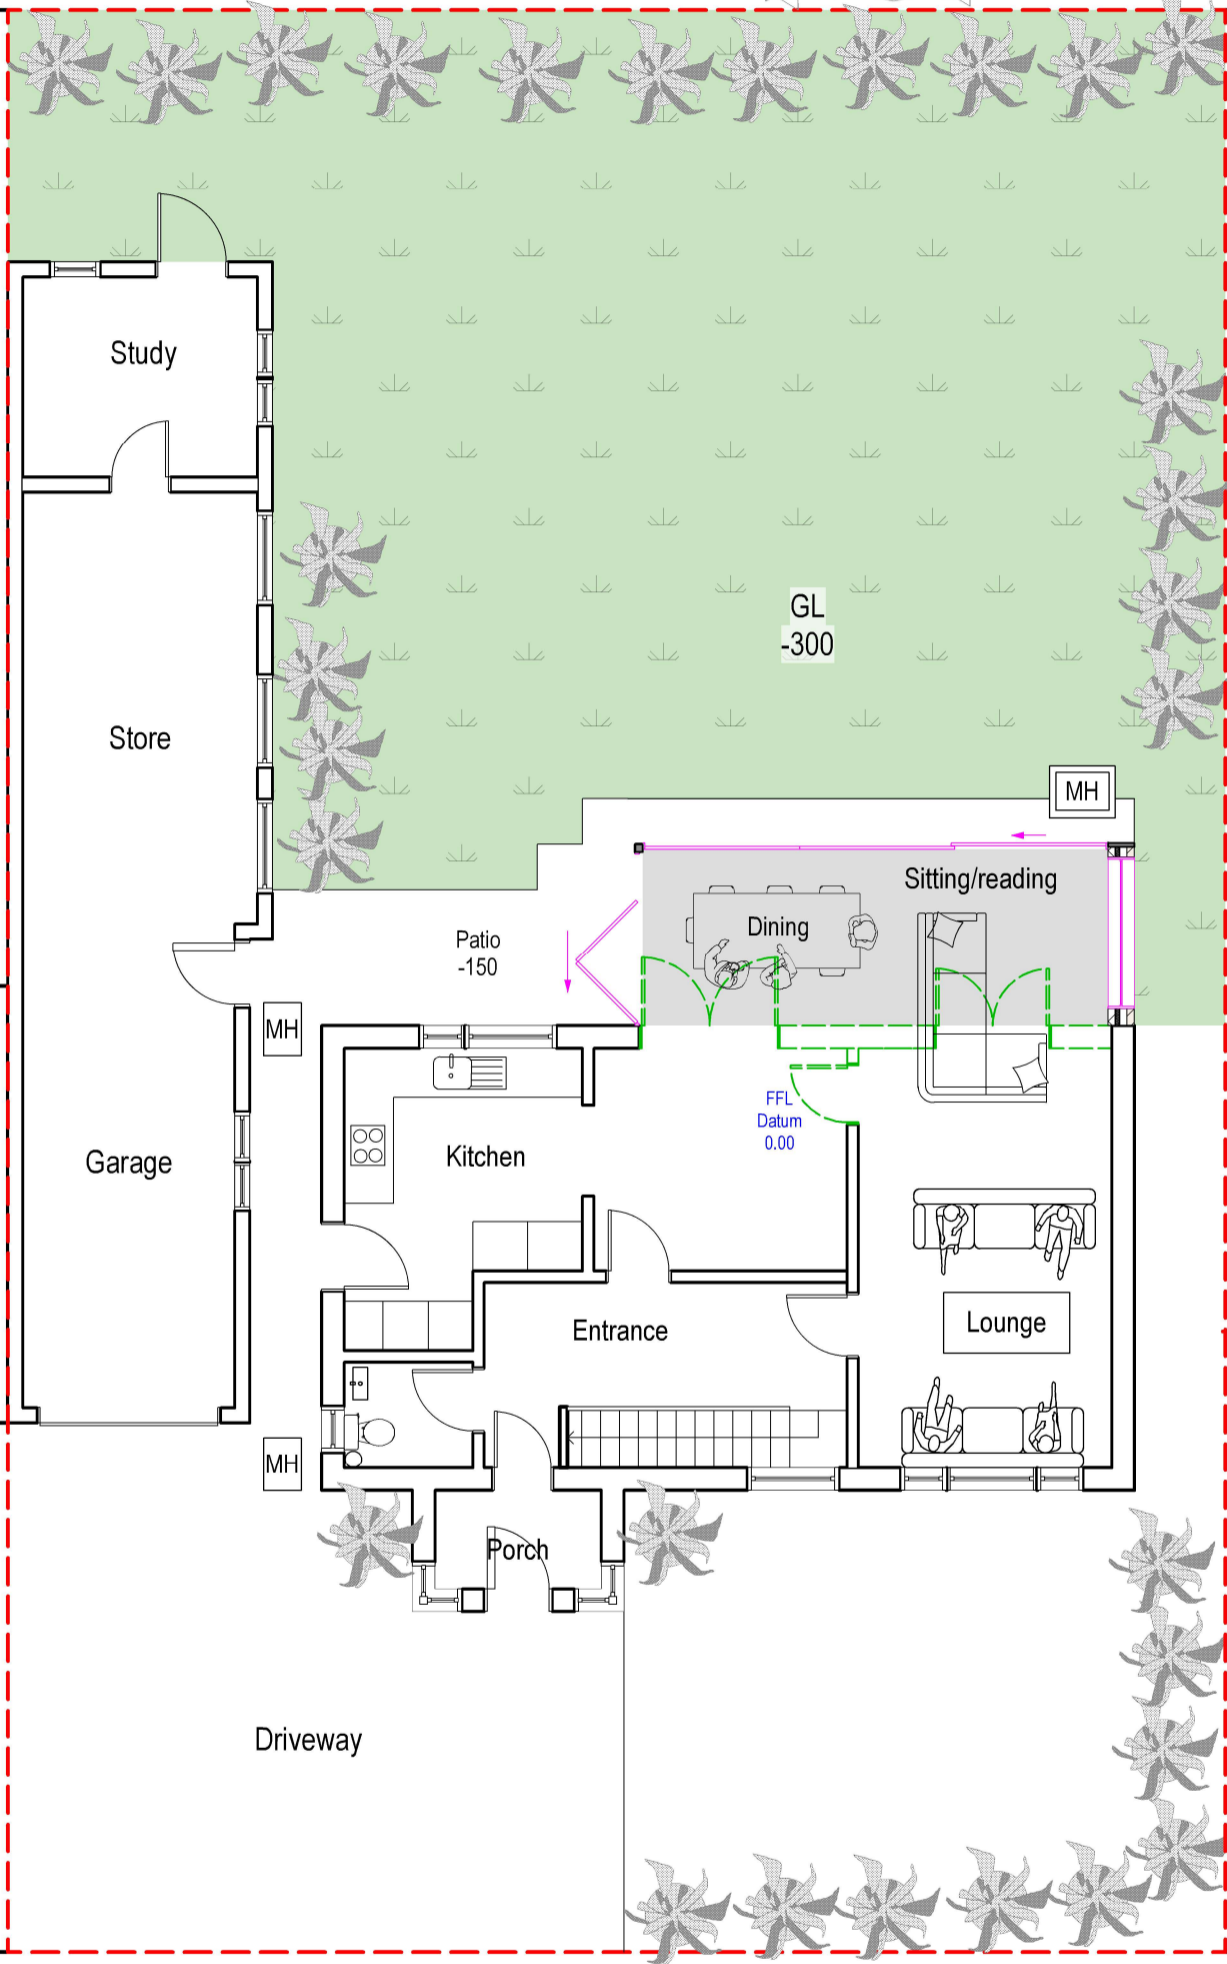 Study
GL
-300
Store
MH
Sitting/reading
Dining
Patio
-150
MH
FFL
Datum
0.00
Kitchen
Garage
Entrance
Lounge
MH
Porch
Driveway